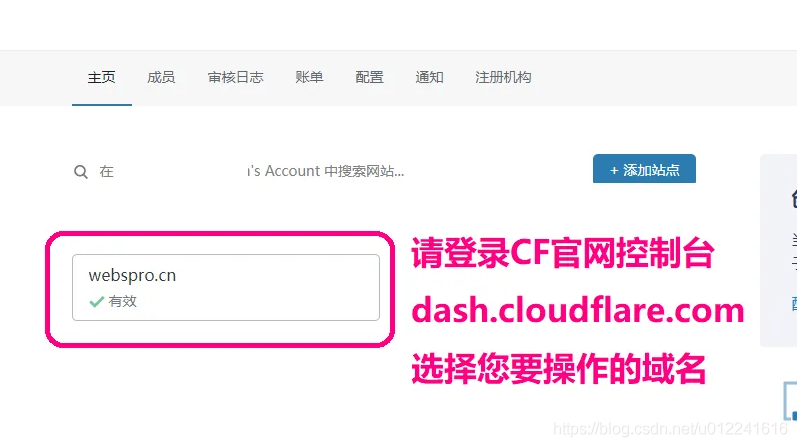 主页 成员 审核日志 账单 配置 通知 注册机构
在 's Account 中搜索网站...
+ 添加站点
webspro.cn
有效
请登录CF官网控制台
dash.cloudflare.com
选择您要操作的域名
https://blog.csdn.net/u012241616